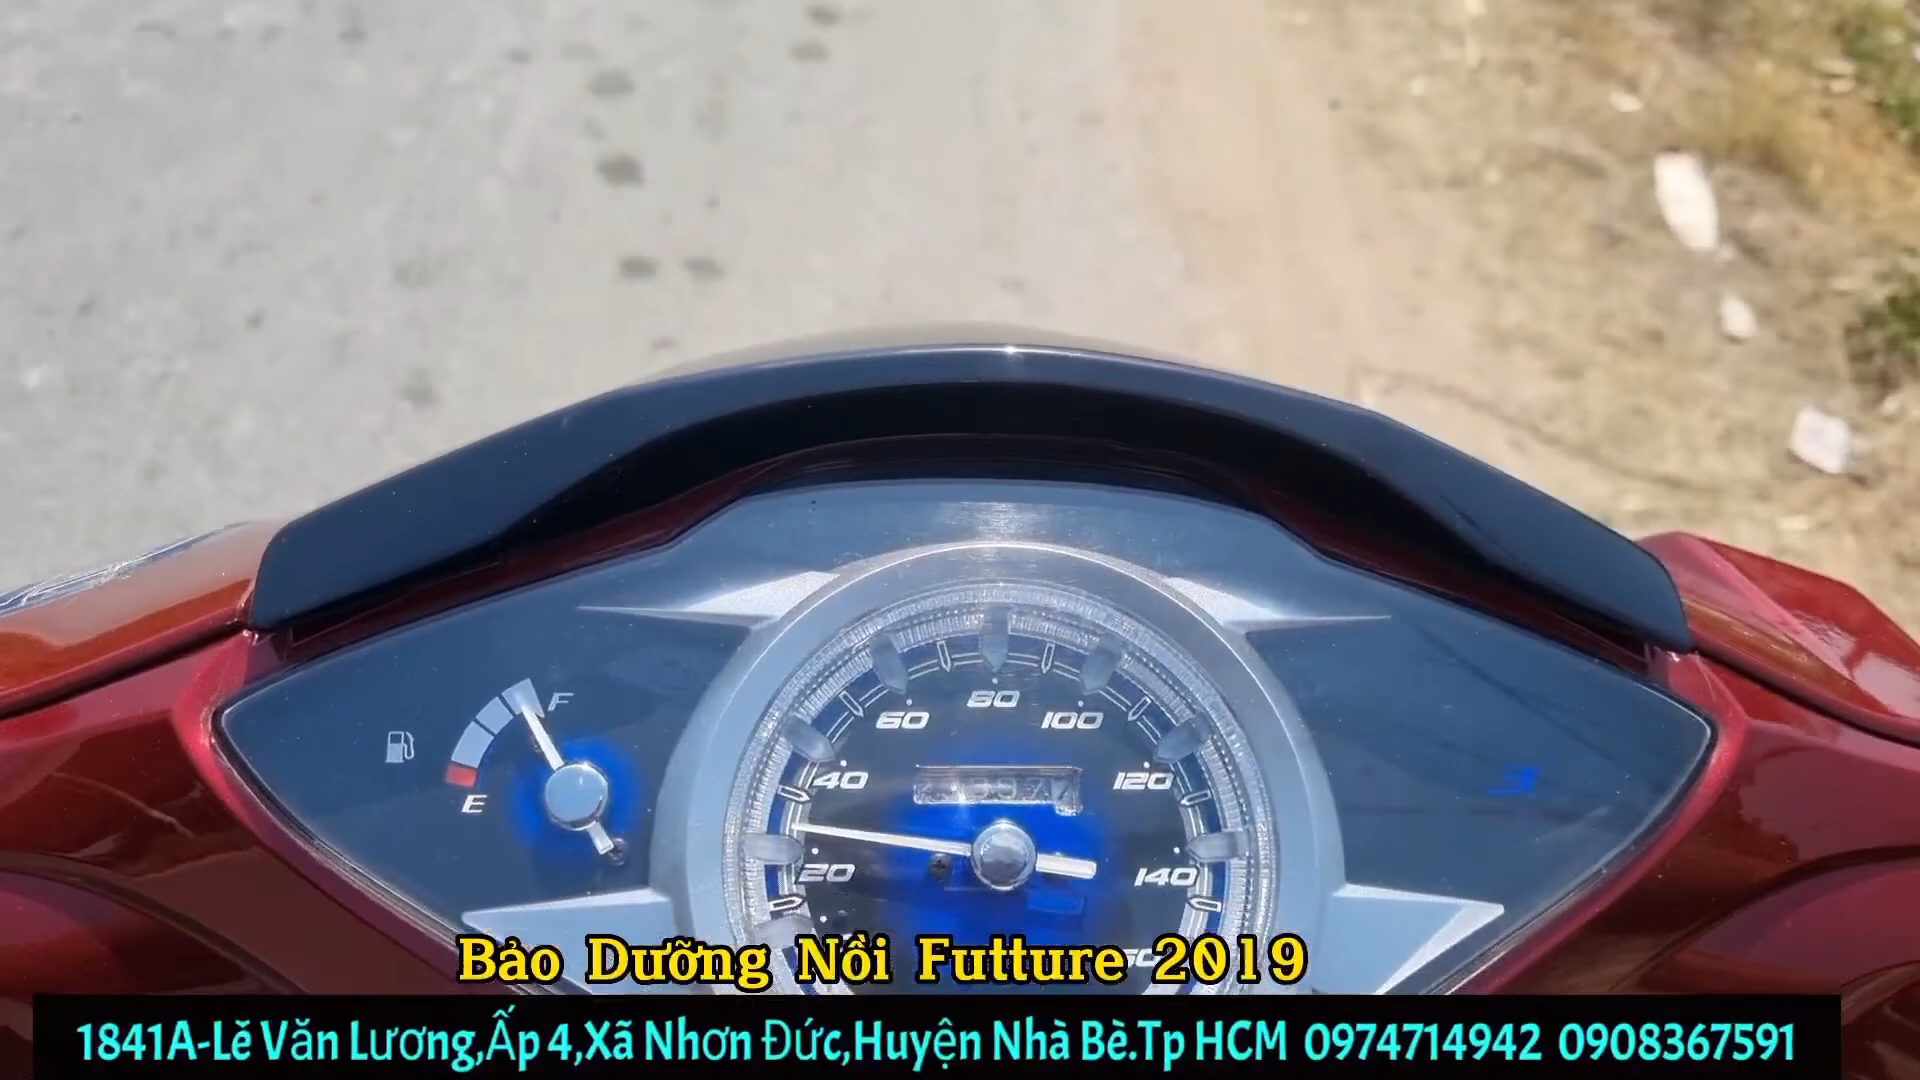 F
E
80
60 100
40 120
20 140
3
Bảo Dưỡng Nồi Futture 2019
1841A-Lê Văn Lương,Ấp 4,Xã Nhơn Đức,Huyện Nhà Bè.Tp HCM 0974714942 0908367591